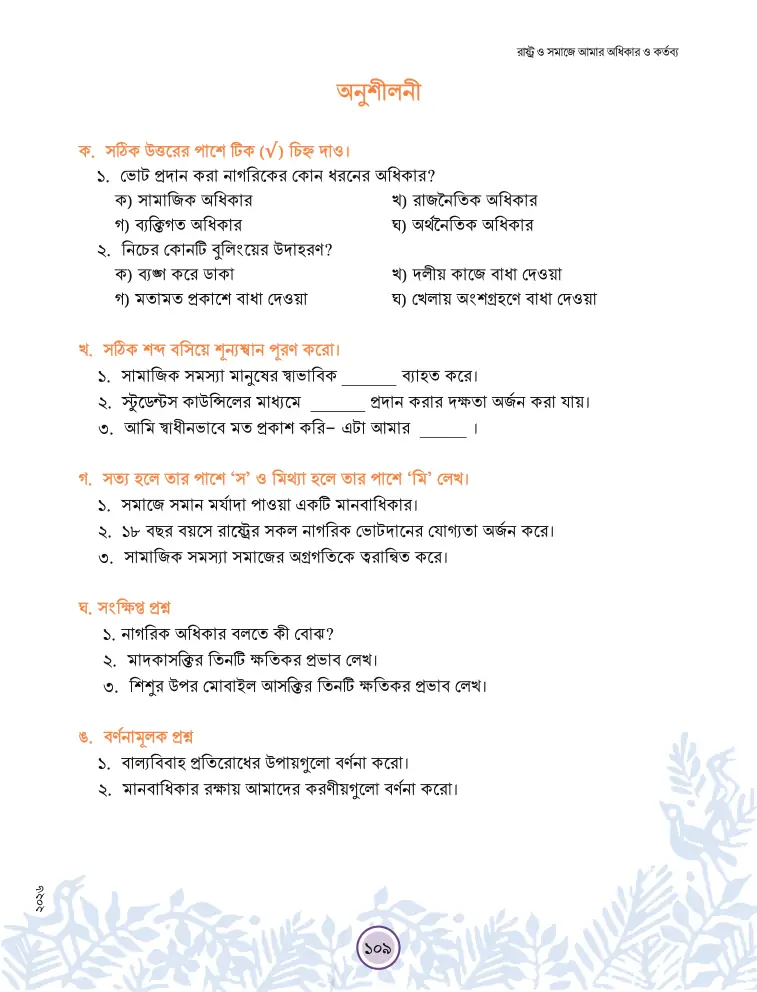 রাষ্ট্র ও সমাজে আমার অধিকার ও কর্তব্য
অনুশীলনী
ক. সঠিক উত্তরের পাশে টিক (√) চিহ্ন দাও।
১. ভোট প্রদান করা নাগরিকের কোন ধরনের অধিকার?
ক) সামাজিক অধিকার খ) রাজনৈতিক অধিকার
গ) ব্যক্তিগত অধিকার ঘ) অর্থনৈতিক অধিকার
২. নিচের কোনটি বুলিংয়ের উদাহরণ?
ক) ব্যঙ্গ করে ডাকা খ) দলীয় কাজে বাধা দেওয়া
গ) মতামত প্রকাশে বাধা দেওয়া ঘ) খেলায় অংশগ্রহণে বাধা দেওয়া
খ. সঠিক শব্দ বসিয়ে শূন্যস্থান পূরণ করো।
১. সামাজিক সমস্যা মানুষের স্বাভাবিক ______ ব্যাহত করে।
২. স্টুডেন্টস কাউন্সিলের মাধ্যমে ______ প্রদান করার দক্ষতা অর্জন করা যায়।
৩. আমি স্বাধীনভাবে মত প্রকাশ করি– এটা আমার _____ ।
গ. সত্য হলে তার পাশে ‘স’ ও মিথ্যা হলে তার পাশে ‘মি’ লেখ।
১. সমাজে সমান মর্যাদা পাওয়া একটি মানবাধিকার।
২. ১৮ বছর বয়সে রাষ্ট্রের সকল নাগরিক ভোটদানের যোগ্যতা অর্জন করে।
৩. সামাজিক সমস্যা সমাজের অগ্রগতিকে ত্বরান্বিত করে।
ঘ. সংক্ষিপ্ত প্রশ্ন
১. নাগরিক অধিকার বলতে কী বোঝ?
২. মাদকাসক্তির তিনটি ক্ষতিকর প্রভাব লেখ।
৩. শিশুর উপর মোবাইল আসক্তির তিনটি ক্ষতিকর প্রভাব লেখ।
ঙ. বর্ণনামূলক প্রশ্ন
১. বাল্যবিবাহ প্রতিরোধের উপায়গুলো বর্ণনা করো।
২. মানবাধিকার রক্ষায় আমাদের করণীয়গুলো বর্ণনা করো।
২০২৬
১০৯